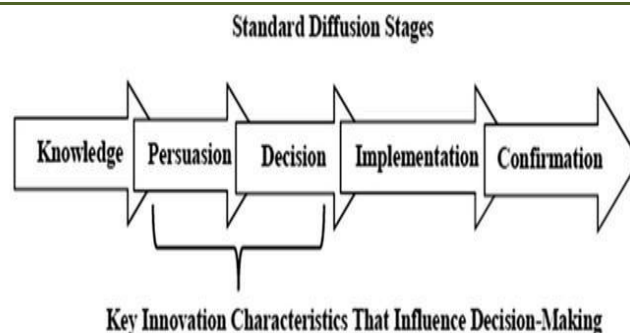 Standard Diffusion Stages
Knowledge Persuasion Decision Implementation Confirmation
Key Innovation Characteristics That Influence Decision-Making